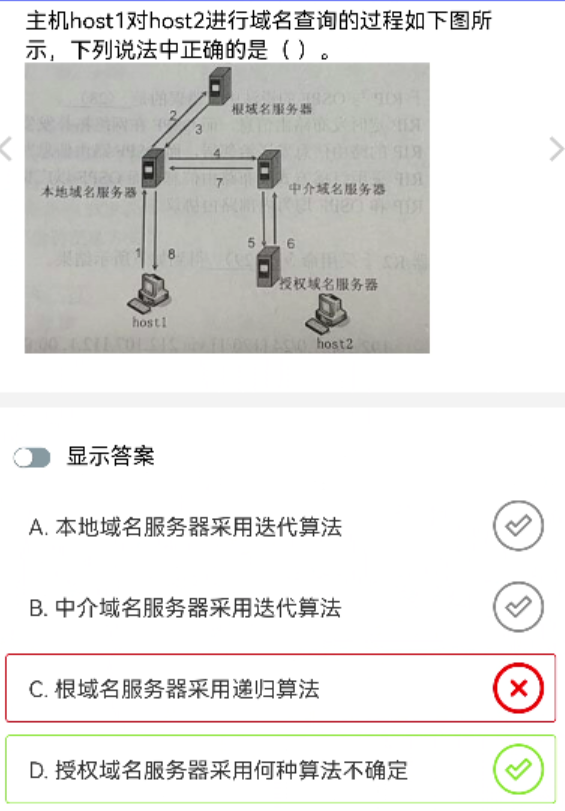 主机host1对host2进行域名查询的过程如下图所
示，下列说法中正确的是（ ）。
根域名服务器
2
3
4
7
本地域名服务器
中介域名服务器
1
8
5
6
授权域名服务器
host1
host2
显示答案
A. 本地域名服务器采用迭代算法
B. 中介域名服务器采用迭代算法
C. 根域名服务器采用递归算法
D. 授权域名服务器采用何种算法不确定